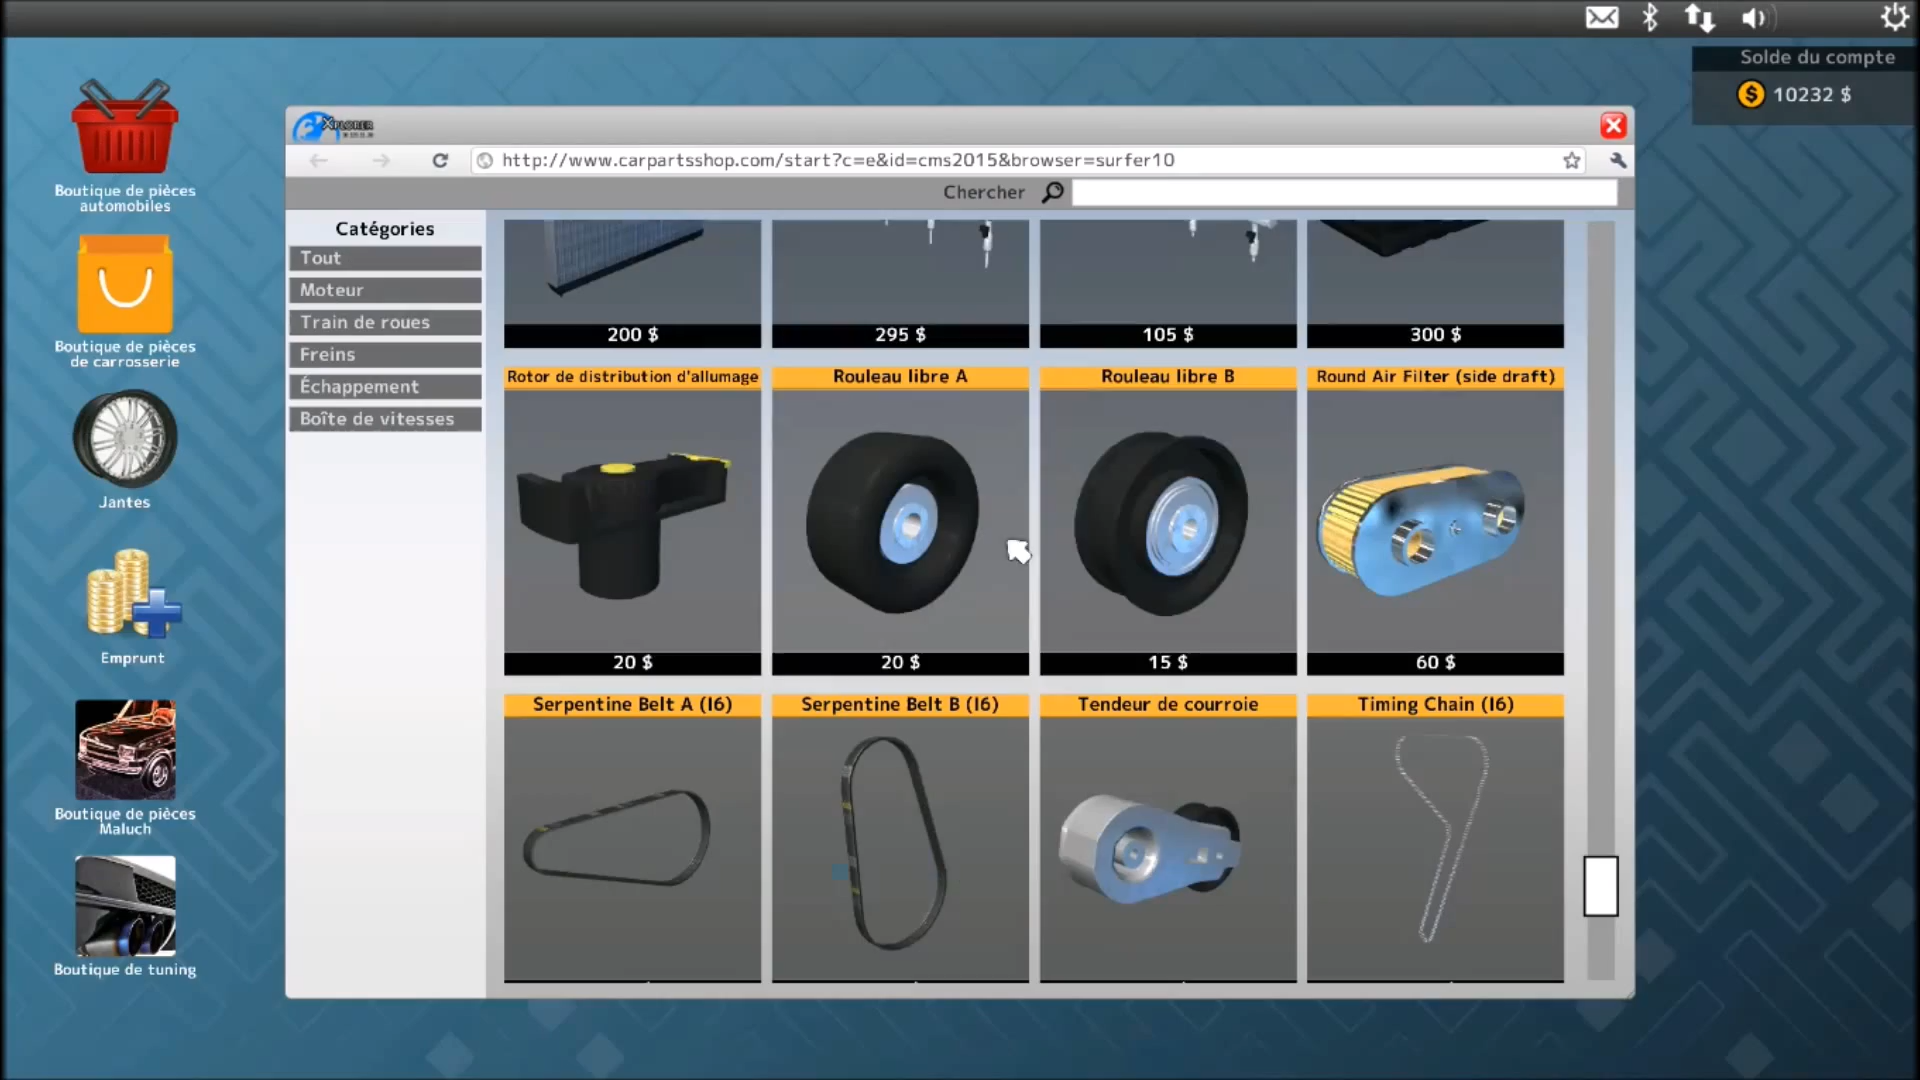 Solde du compte
10232 $
Boutique de pièces
automobiles
Boutique de pièces
de carrosserie
Jantes
Emprunt
Boutique de pièces
Maluch
Boutique de tuning
XPLORER
http://www.carpartsshop.com/start?c=e&id=cms2015&browser=surfer10
Chercher
Catégories
Tout
Moteur
Train de roues
Freins
Échappement
Boîte de vitesses
200 $
295 $
105 $
300 $
Rotor de distribution d'allumage
Rouleau libre A
Rouleau libre B
Round Air Filter (side draft)
20 $
20 $
15 $
60 $
Serpentine Belt A (I6)
Serpentine Belt B (I6)
Tendeur de courroie
Timing Chain (I6)